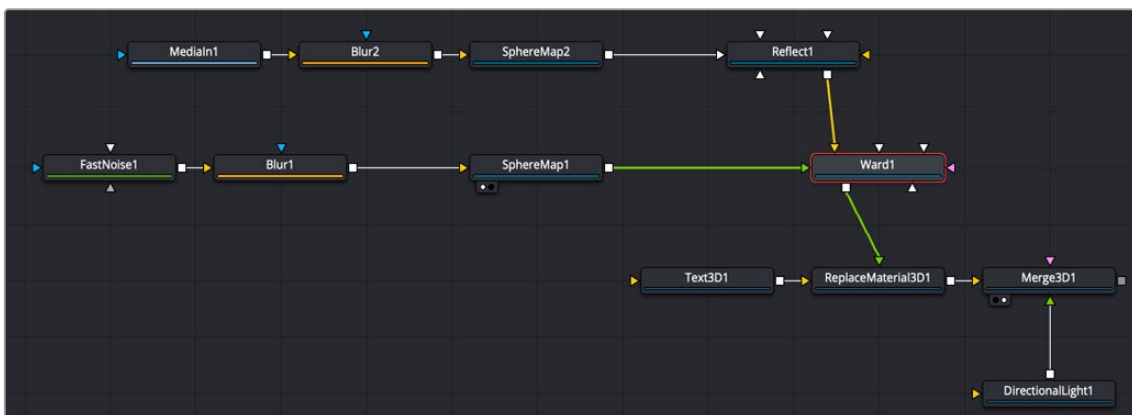 MediaIn1
Blur2
SphereMap2
Reflect1
FastNoise1
Blur1
SphereMap1
Ward1
Text3D1
ReplaceMaterial3D1
Merge3D1
DirectionalLight1